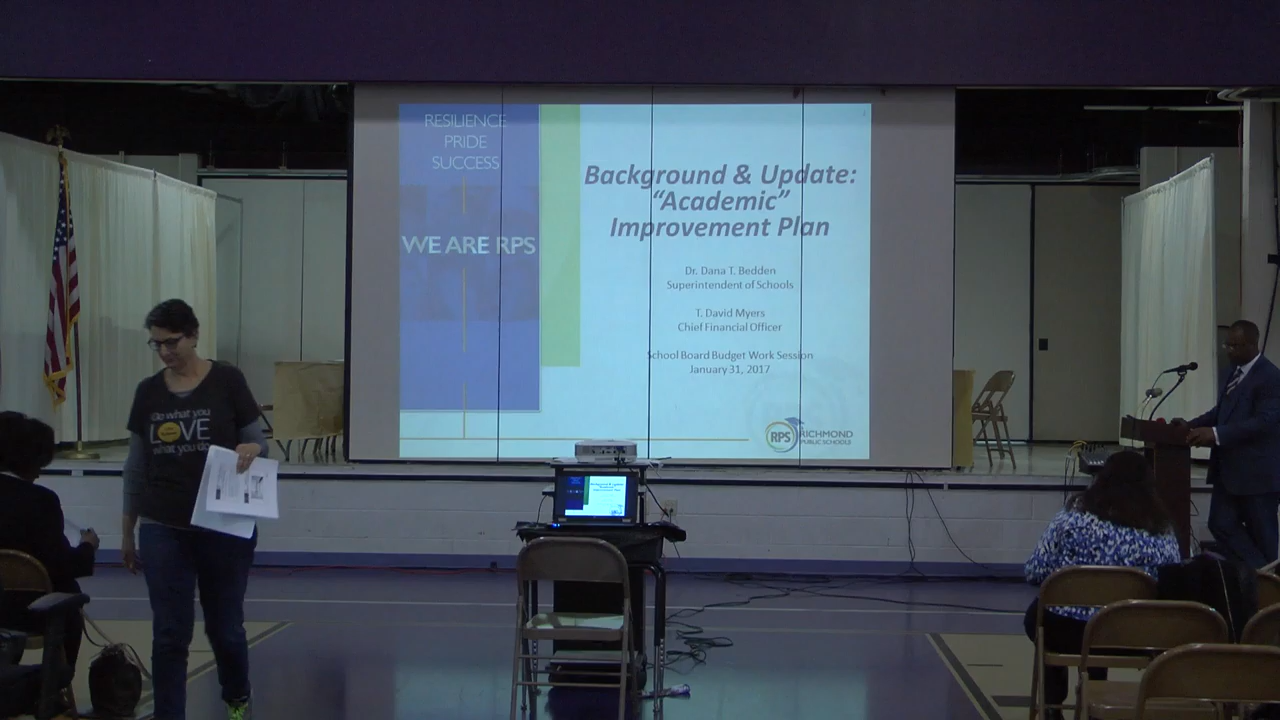 RESILIENCE
PRIDE
SUCCESS
WE ARE RPS
Background & Update:
“Academic”
Improvement Plan
Dr. Dana T. Bedden
Superintendent of Schools
T. David Myers
Chief Financial Officer
School Board Budget Work Session
January 31, 2017
RPS
RICHMOND
PUBLIC SCHOOLS
Do what you
LOVE
what you do
Background & Update: